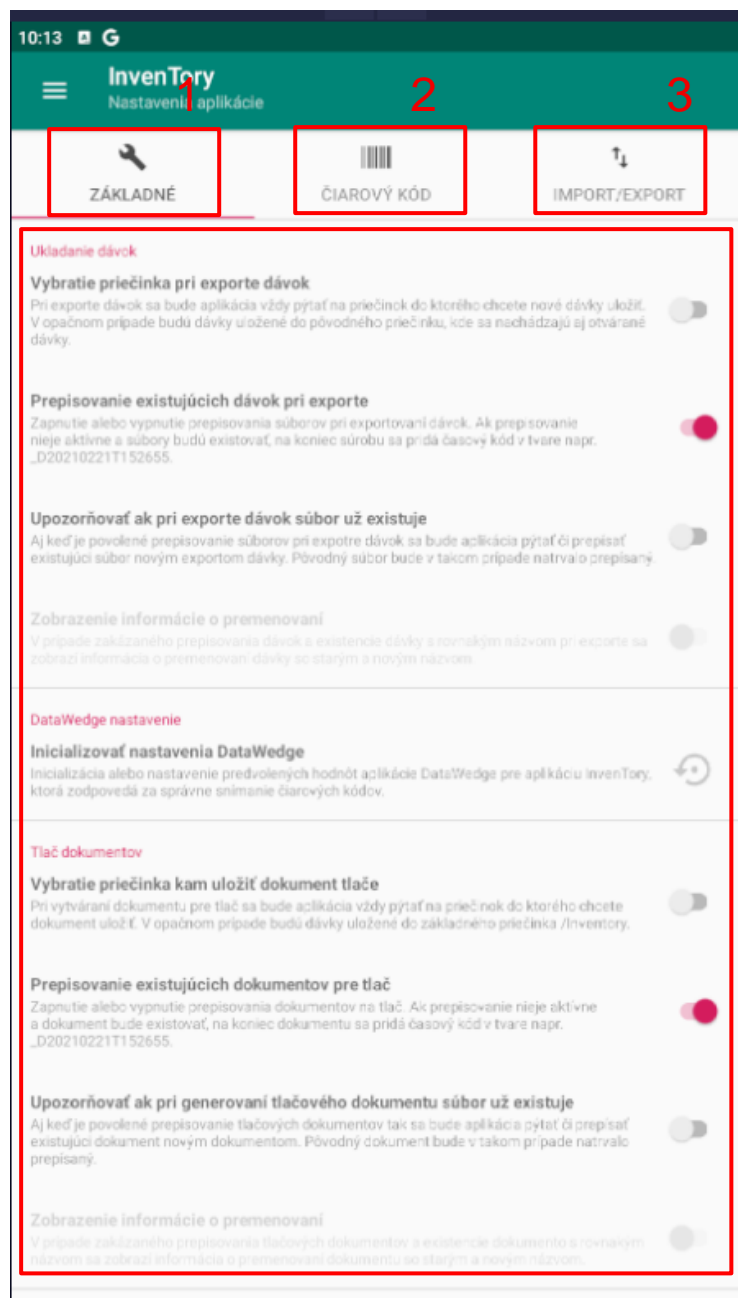 10:13 A G
InvenTory
Nastavenia aplikácie
1
2
3
ZÁKLADNÉ
ČIAROVÝ KÓD
IMPORT/EXPORT
Ukladanie dávok
Vybratie priečinka pri exporte dávok
Pri exporte dávok sa bude aplikácia vždy pýtať na priečinok do ktorého chcete nové dávky uložiť.
V opačnom prípade budú dávky uložené do pôvodného priečinku, kde sa nachádzajú aj otvárané
dávky.
Prepisovanie existujúcich dávok pri exporte
Zapnutie alebo vypnutie prepisovania súborov pri exportovaní dávok. Ak prepisovanie
nieje aktívne a súbory budú existovať, na koniec súrobu sa pridá časový kód v tvare napr.
_D20210221T152655.
Upozorňovať ak pri exporte dávok súbor už existuje
Aj keď je povolené prepisovanie súborov pri expotre dávok sa bude aplikácia pýtať či prepísať
existujúci súbor novým exportom dávky. Pôvodný súbor bude v takom prípade natrvalo prepísaný.
Zobrazenie informácie o premenovaní
V prípade zakázaného prepisovania dávok a existencie dávky s rovnakým názvom pri exporte sa
zobrazí informácia o premenovaní dávky so starým a novým názvom.
DataWedge nastavenie
Inicializovať nastavenia DataWedge
Inicializácia alebo nastavenie predvolených hodnôt aplikácie DataWedge pre aplikáciu InvenTory,
ktorá zodpovedá za správne snímanie čiarových kódov.
Tlač dokumentov
Vybratie priečinka kam uložiť dokument tlače
Pri vytváraní dokumentu pre tlač sa bude aplikácia vždy pýtať na priečinok do ktorého chcete
dokument uložiť. V opačnom prípade budú dávky uložené do základného priečinka /Inventory.
Prepisovanie existujúcich dokumentov pre tlač
Zapnutie alebo vypnutie prepisovania dokumentov na tlač. Ak prepisovanie nieje aktívne
a dokument bude existovať, na koniec dokumentu sa pridá časový kód v tvare napr.
_D20210221T152655.
Upozorňovať ak pri generovaní tlačového dokumentu súbor už existuje
Aj keď je povolené prepisovanie tlačových dokumentov tak sa bude aplikácia pýtať či prepísať
existujúci dokument novým dokumentom. Pôvodný dokument bude v takom prípade natrvalo
prepísaný.
Zobrazenie informácie o premenovaní
V prípade zakázaného prepisovania tlačových dokumentov a existencie dokumento s rovnakým
názvom sa zobrazí informácia o premenovaní dokumentu so starým a novým názvom.